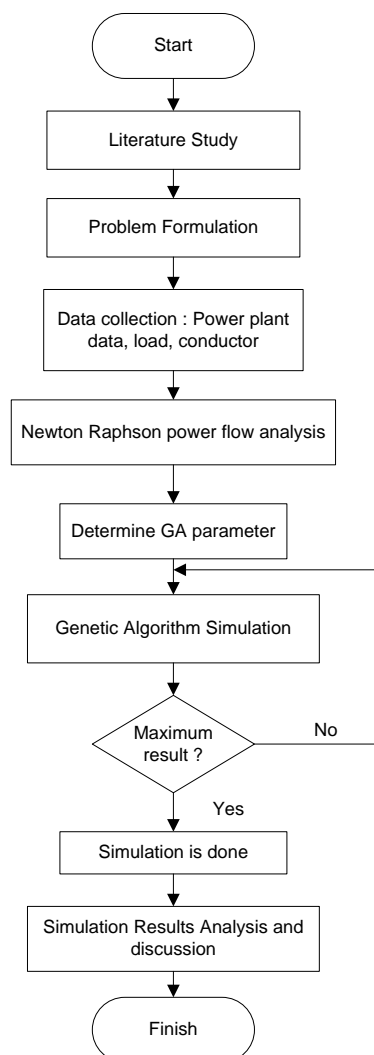 Start
Literature Study
Problem Formulation
Data collection : Power plant
data, load, conductor
Newton Raphson power flow analysis
Determine GA parameter
Genetic Algorithm Simulation
Maximum
result ?
No
Yes
Simulation is done
Simulation Results Analysis and
discussion
Finish